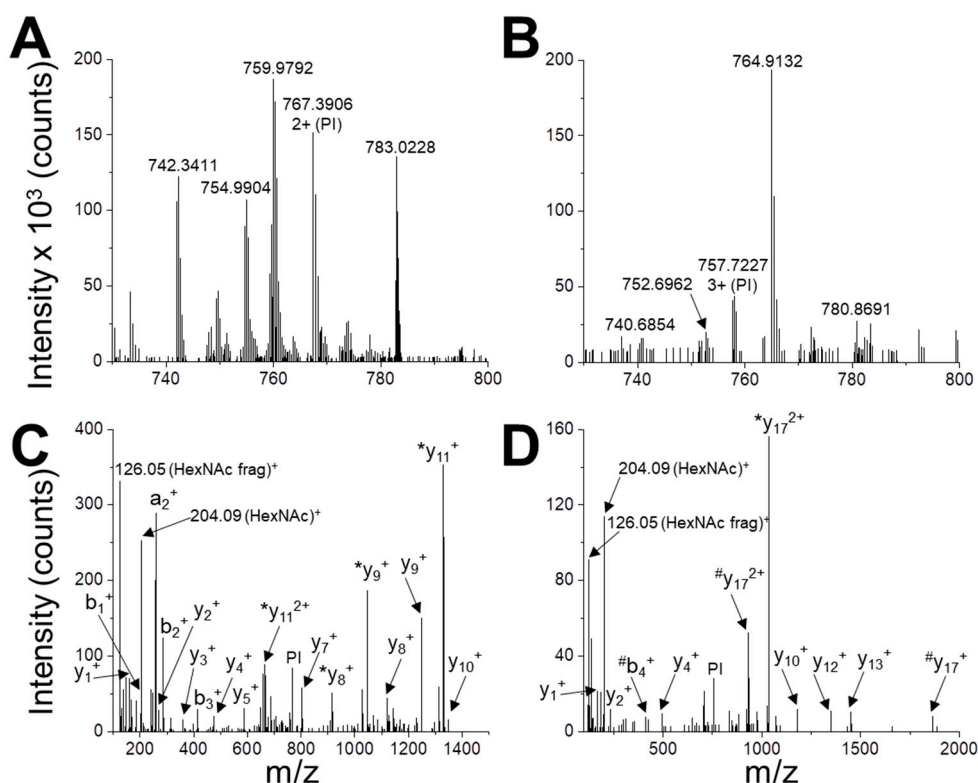 A
B
Intensity x 10³ (counts)
200
150
100
50
0
759.9792
767.3906
2+ (PI)
742.3411
754.9904
783.0228
740
760
780
800
200
150
100
50
0
764.9132
757.7227
3+ (PI)
752.6962
740.6854
780.8691
740
760
780
800
C
D
Intensity (counts)
400
300
200
100
0
*y₁₁⁺
126.05 (HexNAc frag)⁺
a₂⁺
204.09 (HexNAc)⁺
b₁⁺
b₂⁺
y₂⁺
*y₁₁²⁺
*y₉⁺
y₉⁺
y₁⁺
y₃⁺
y₄⁺
b₃⁺
y₅⁺
PI
y₇⁺
*y₈⁺
y₈⁺
y₁₀⁺
200
400
600
800
1000
1200
1400
m/z
160
120
80
40
0
*y₁₇²⁺
204.09 (HexNAc)⁺
126.05 (HexNAc frag)⁺
#y₁₇²⁺
y₁⁺
y₂⁺
#b₄⁺
y₄⁺
PI
y₁₀⁺
y₁₂⁺
y₁₃⁺
#y₁₇⁺
500
1000
1500
2000
m/z